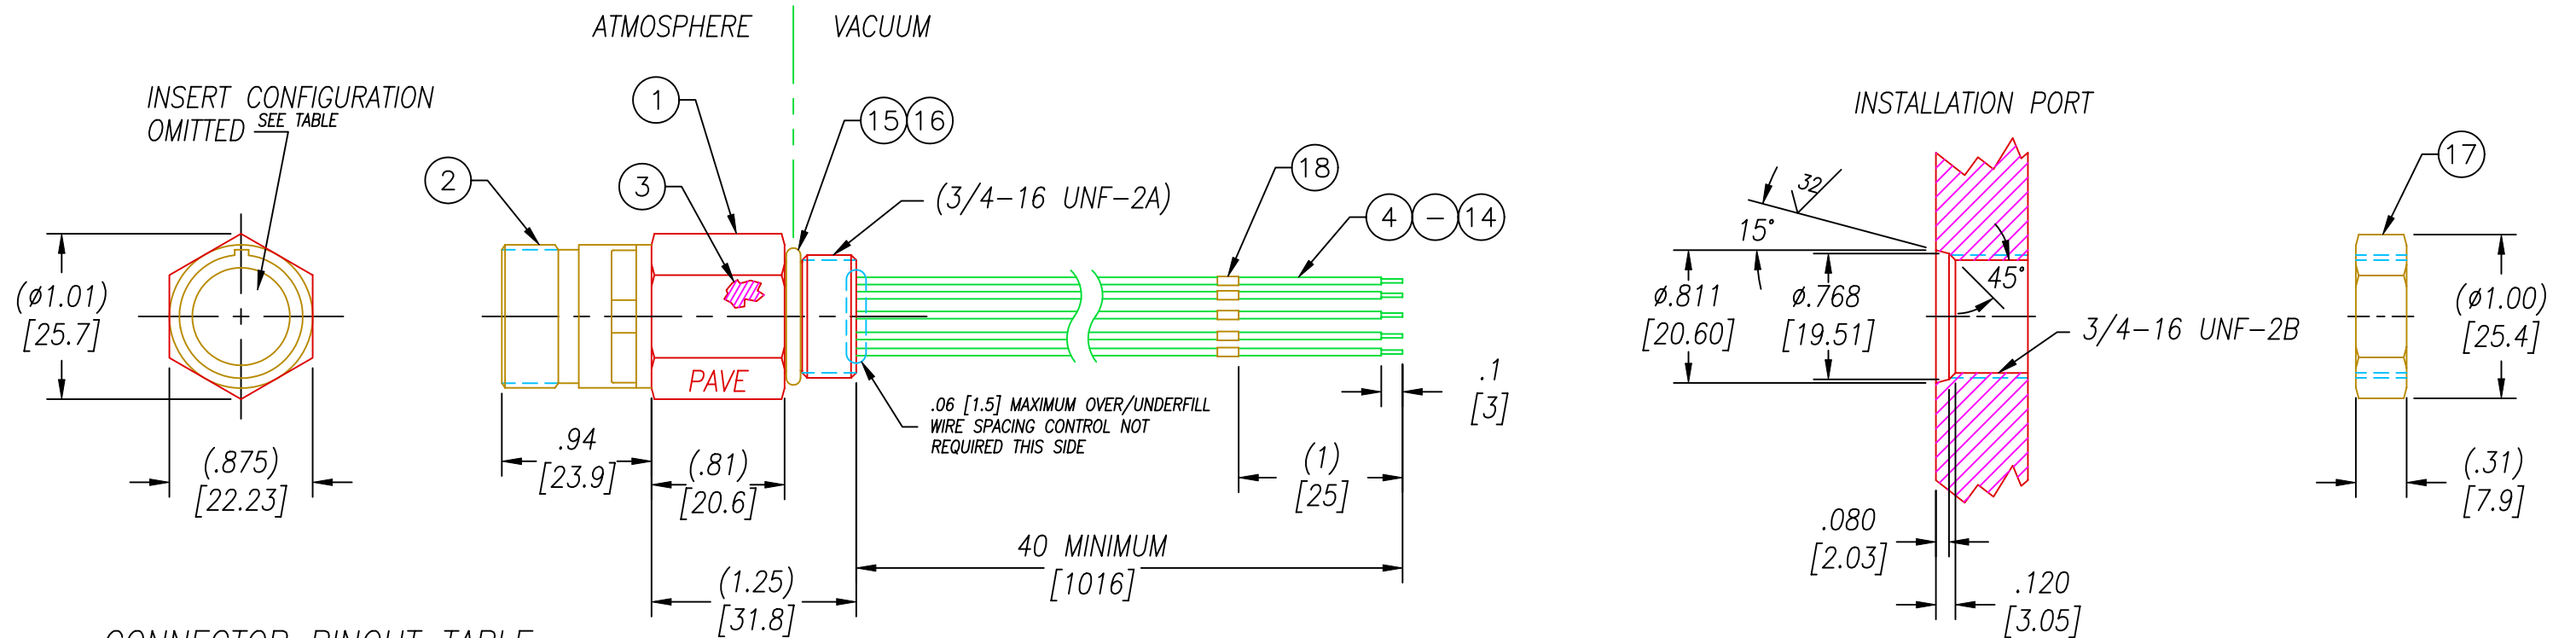 ATMOSPHERE
VACUUM
INSERT CONFIGURATION
OMITTED SEE TABLE
(ø1.01)
[25.7]
(.875)
[22.23]
1
2
3
15 16
(3/4-16 UNF-2A)
18
4 - 14
PAVE
.06 [1.5] MAXIMUM OVER/UNDERFILL
WIRE SPACING CONTROL NOT
REQUIRED THIS SIDE
.94
[23.9]
(.81)
[20.6]
(1.25)
[31.8]
40 MINIMUM
[1016]
(1)
[25]
.1
[3]
INSTALLATION PORT
32
15°
45°
ø.811
[20.60]
ø.768
[19.51]
3/4-16 UNF-2B
.080
[2.03]
.120
[3.05]
17
(ø1.00)
[25.4]
(.31)
[7.9]
CONNECTOR PINOUT TABLE